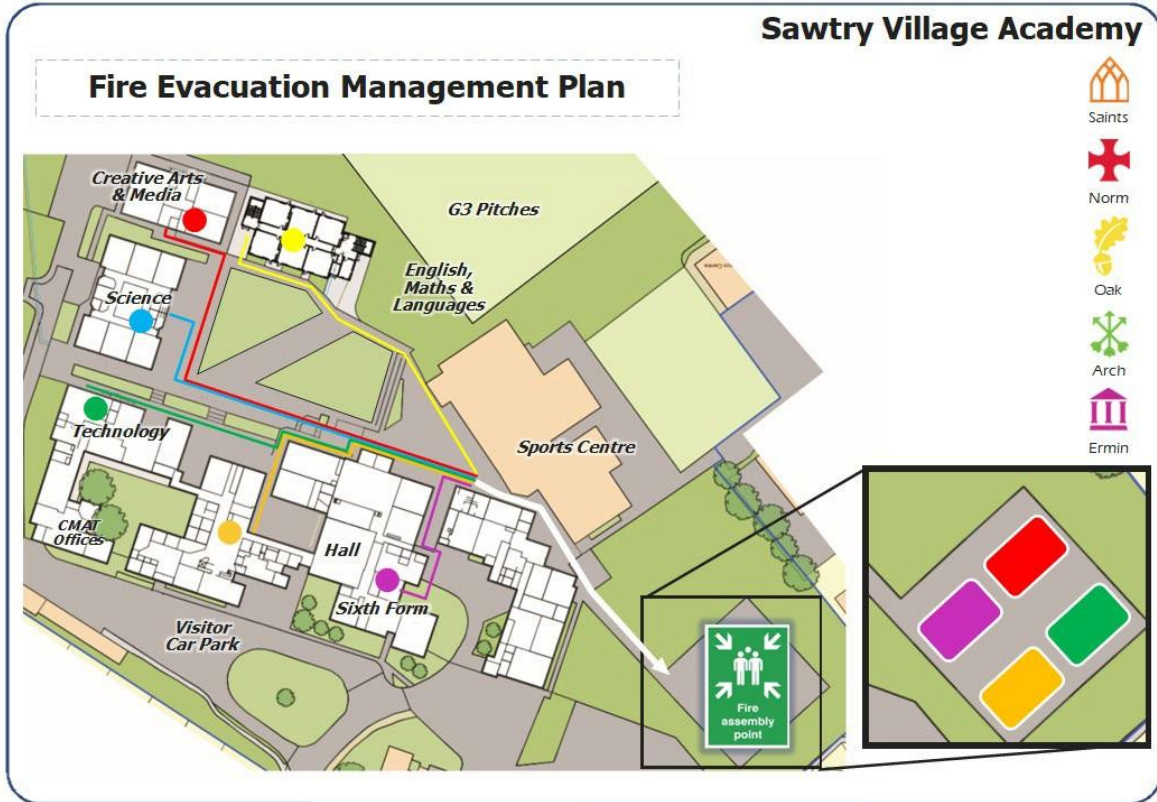 Sawtry Village Academy
Fire Evacuation Management Plan
Saints
Norm
Oak
Arch
Ermin
Creative Arts
& Media
G3 Pitches
English,
Maths &
Languages
Science
Technology
Sports Centre
CMAT
Offices
Hall
Sixth Form
Visitor
Car Park
Fire
assembly
point